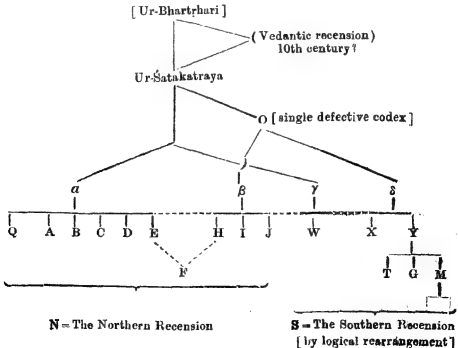 [ Ur-Bhartṛhari ]
( Vedantic recension )
10th century ?
Ur-Śatakatraya
O [ single defective codex ]
α β γ δ
Q A B C D E H I J W X Y
F
T G M
N = The Northern Recension
S = The Southern Recension
[ by logical rearrangement ]